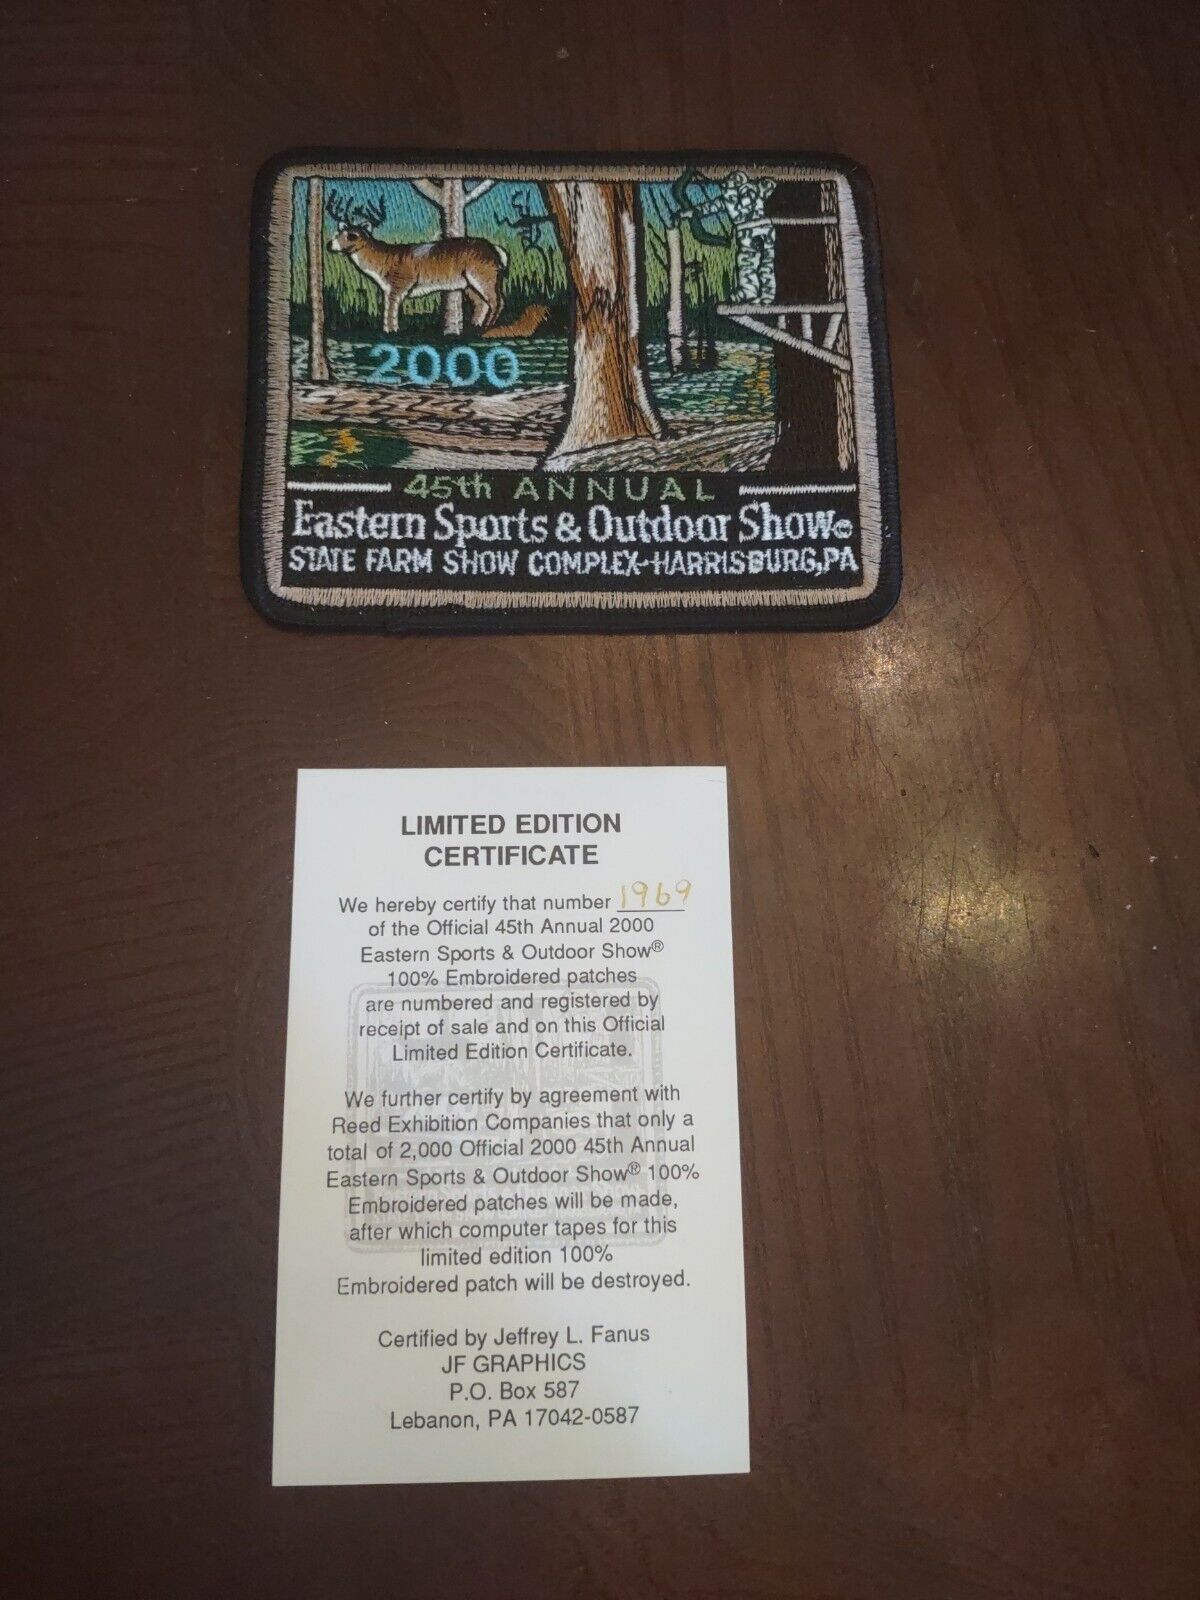 2000
45th ANNUAL
Eastern Sports & Outdoor Show®
STATE FARM SHOW COMPLEX-HARRISBURG,PA
LIMITED EDITION
CERTIFICATE
We hereby certify that number 1969
of the Official 45th Annual 2000
Eastern Sports & Outdoor Show®
100% Embroidered patches
are numbered and registered by
receipt of sale and on this Official
Limited Edition Certificate.
We further certify by agreement with
Reed Exhibition Companies that only a
total of 2,000 Official 2000 45th Annual
Eastern Sports & Outdoor Show® 100%
Embroidered patches will be made,
after which computer tapes for this
limited edition 100%
Embroidered patch will be destroyed.
Certified by Jeffrey L. Fanus
JF GRAPHICS
P.O. Box 587
Lebanon, PA 17042-0587